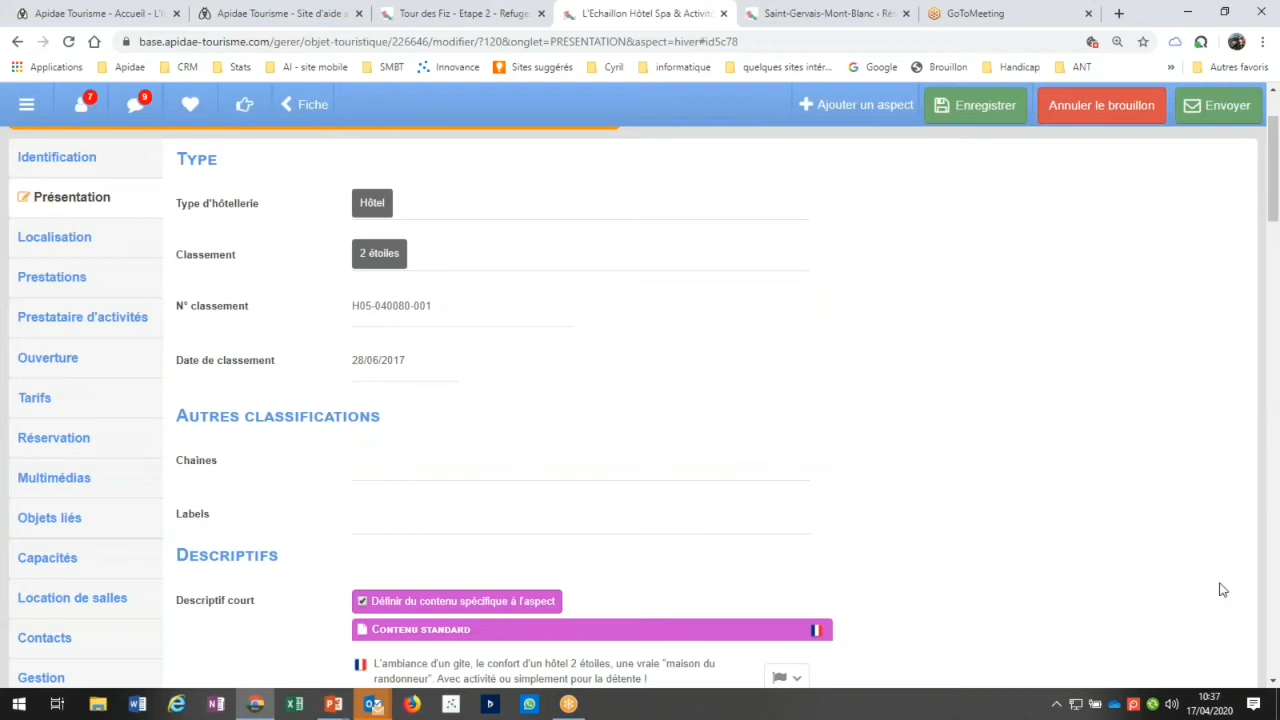 Apidae Tourisme - Accueil - L'I
Apidae Tourisme - Site d'aide a
Tour des Fiz - Etape 2 - Refuge
L'Echaillon Hôtel Spa & Activité
Saint-Gervais-Mont-Blanc ‹ Rés
GoToMeeting
base.apidae-tourisme.com/gerer/objet-touristique/226646/modifier/?120&onglet=PRESENTATION&aspect=hiver#id5c78
Applications
Apidae
CRM
Stats
AI - site mobile
SMBT
Innovance
Sites suggérés
Cyril
informatique
quelques sites intér...
Google
Brouillon
Handicap
ANT
»
Autres favoris
7
9
Fiche
Ajouter un aspect
Enregistrer
Annuler le brouillon
Envoyer
Identification
Présentation
Localisation
Prestations
Prestataire d'activités
Ouverture
Tarifs
Réservation
Multimédias
Objets liés
Capacités
Location de salles
Contacts
Gestion
Type
Type d'hôtellerie
Hôtel
Classement
2 étoiles
N° classement
H05-040080-001
Date de classement
28/06/2017
Autres classifications
Chaînes
Labels
Descriptifs
Descriptif court
Définir du contenu spécifique à l'aspect
Contenu standard
L'ambiance d'un gite, le confort d'un hôtel 2 étoiles, une vraie "maison du
randonneur". Avec activité ou simplement pour la détente !
10:37
17/04/2020